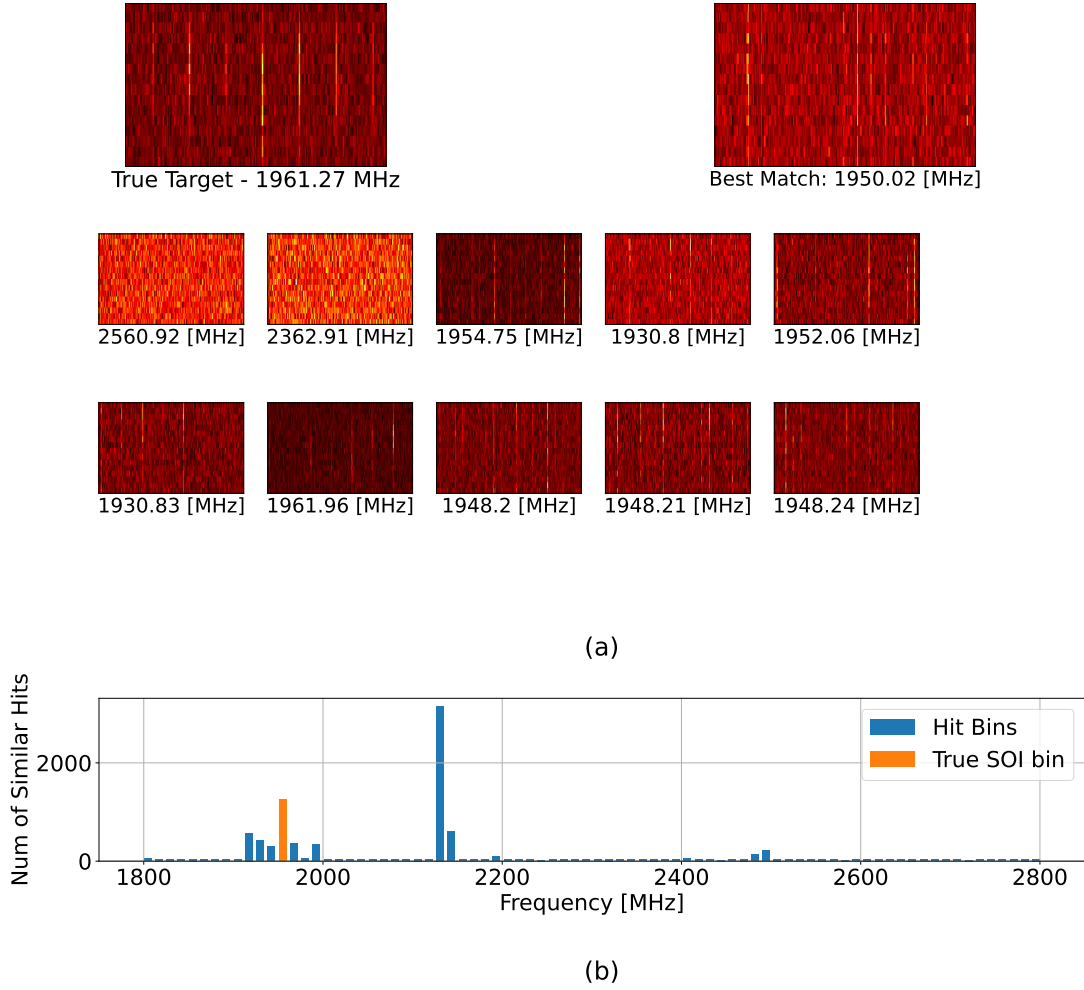 True Target - 1961.27 MHz
Best Match: 1950.02 [MHz]
2560.92 [MHz]
2362.91 [MHz]
1954.75 [MHz]
1930.8 [MHz]
1952.06 [MHz]
1930.83 [MHz]
1961.96 [MHz]
1948.2 [MHz]
1948.21 [MHz]
1948.24 [MHz]
(a)
Num of Similar Hits
2000
0
Hit Bins
True SOI bin
1800
2000
2200
2400
2600
2800
Frequency [MHz]
(b)